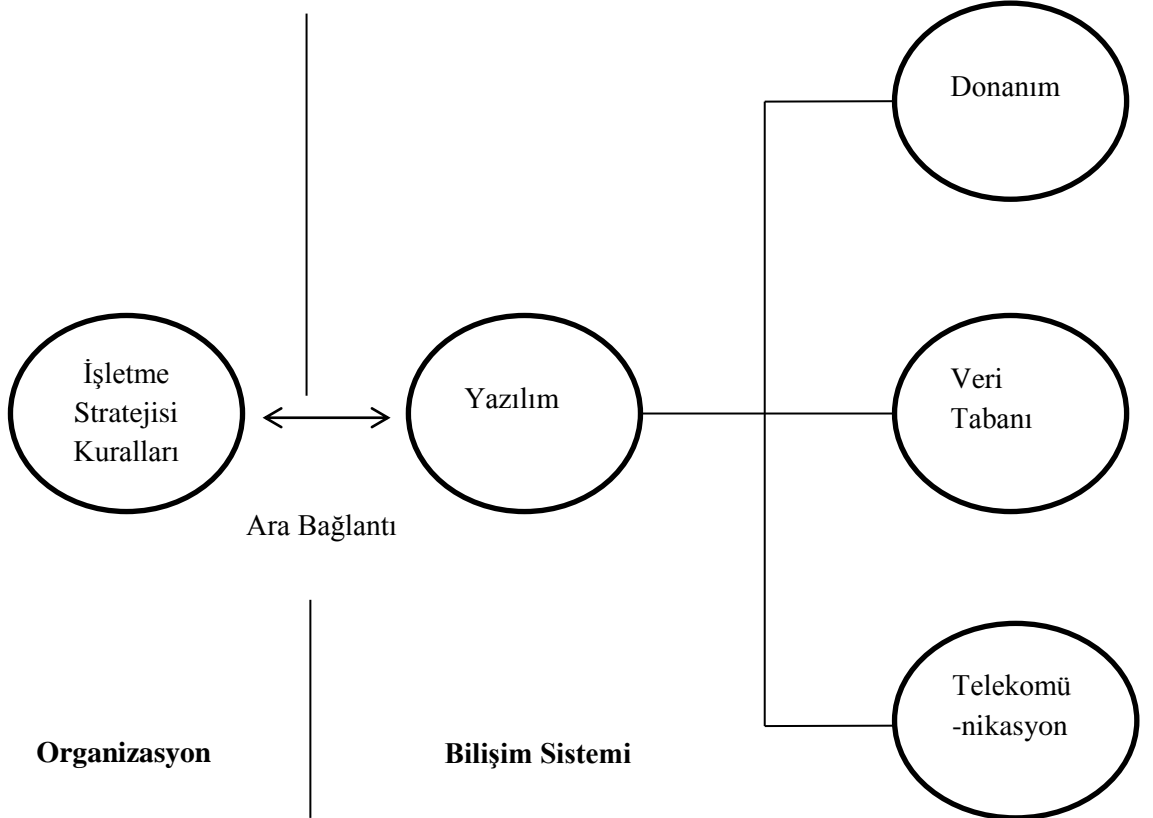 Donanım
İşletme
Stratejisi
Kuralları
Yazılım
Veri
Tabanı
Ara Bağlantı
Telekomü
-nikasyon
Organizasyon
Bilişim Sistemi